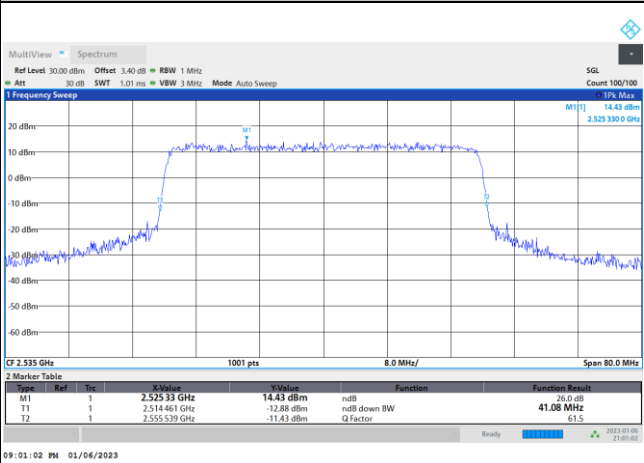 MultiView Spectrum
Ref Level 30.00 dBm Offset 3.40 dB RBW 1 MHz SGL
Att 30 dB SWT 1.01 ms VBW 3 MHz Mode Auto Sweep Count 100/100
1 Frequency Sweep 1Pk Max
M1[1] 14.43 dBm
2.525 330 0 GHz
20 dBm
M1
10 dBm
0 dBm
T1
T2
-10 dBm
-20 dBm
-30 dBm
-40 dBm
-50 dBm
-60 dBm
CF 2.535 GHz 1001 pts 8.0 MHz/ Span 80.0 MHz
2 Marker Table
Type Ref Trc X-Value Y-Value Function Function Result
M1 1 2.525 33 GHz 14.43 dBm ndB 26.0 dB
T1 1 2.514 461 GHz -12.88 dBm ndB down BW 41.08 MHz
T2 1 2.555 539 GHz -11.43 dBm Q Factor 61.5
Ready 2023-01-06
21:01:02
09:01:02 PM 01/06/2023